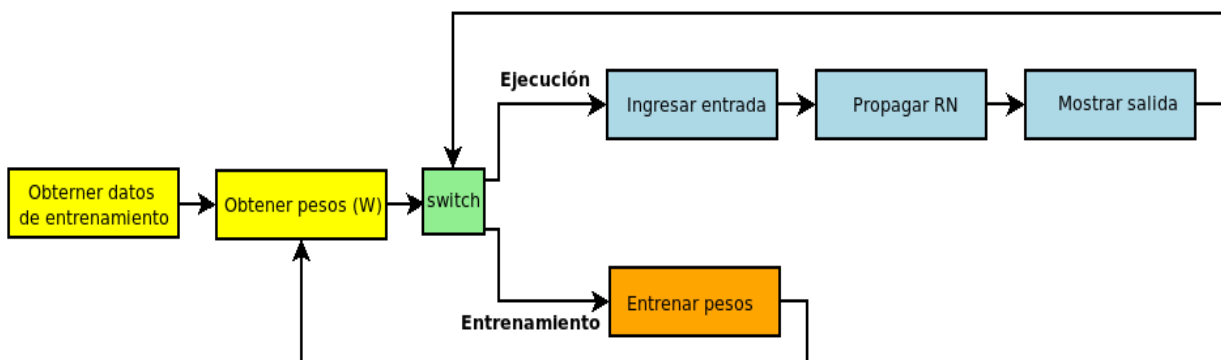 Ejecución
Ingresar entrada
Propagar RN
Mostrar salida
Obterner datos
de entrenamiento
Obtener pesos (W)
switch
Entrenamiento
Entrenar pesos